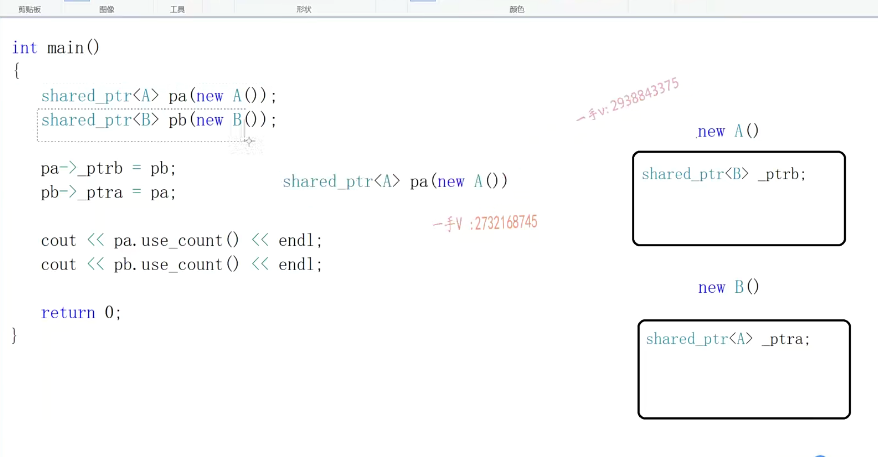 剪贴板 图像 工具 形状 颜色
int main()
{
shared_ptr<A> pa(new A());
shared_ptr<B> pb(new B());
pa->_ptrb = pb;
pb->_ptra = pa;
cout << pa.use_count() << endl;
cout << pb.use_count() << endl;
return 0;
}
shared_ptr<A> pa(new A())
一手V :2732168745
一手v: 2938843375
new A()
shared_ptr<B> _ptrb;
new B()
shared_ptr<A> _ptra;